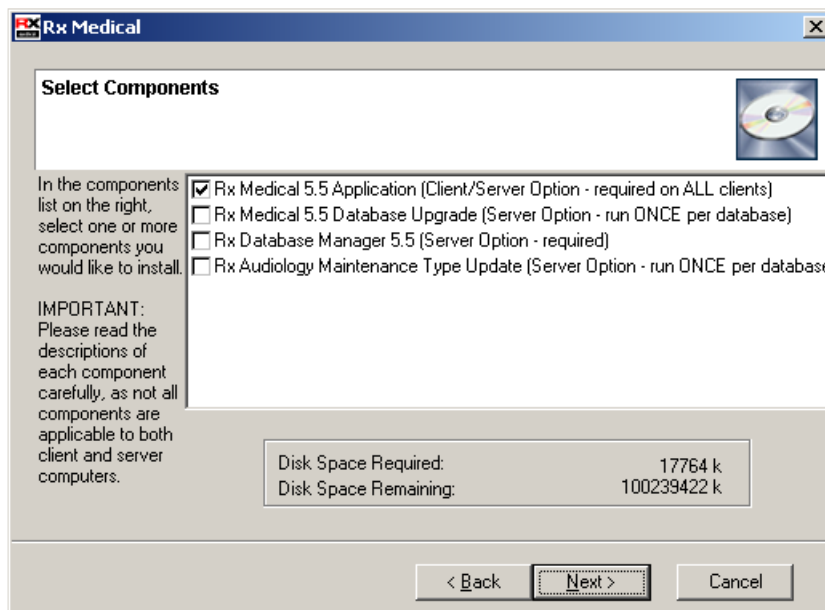 Rx Medical
Select Components
In the components
list on the right,
select one or more
components you
would like to install.
IMPORTANT:
Please read the
descriptions of
each component
carefully, as not all
components are
applicable to both
client and server
computers.
Rx Medical 5.5 Application (Client/Server Option - required on ALL clients)
Rx Medical 5.5 Database Upgrade (Server Option - run ONCE per database)
Rx Database Manager 5.5 (Server Option - required)
Rx Audiology Maintenance Type Update (Server Option - run ONCE per database
Disk Space Required: 17764 k
Disk Space Remaining: 100239422 k
< Back Next > Cancel